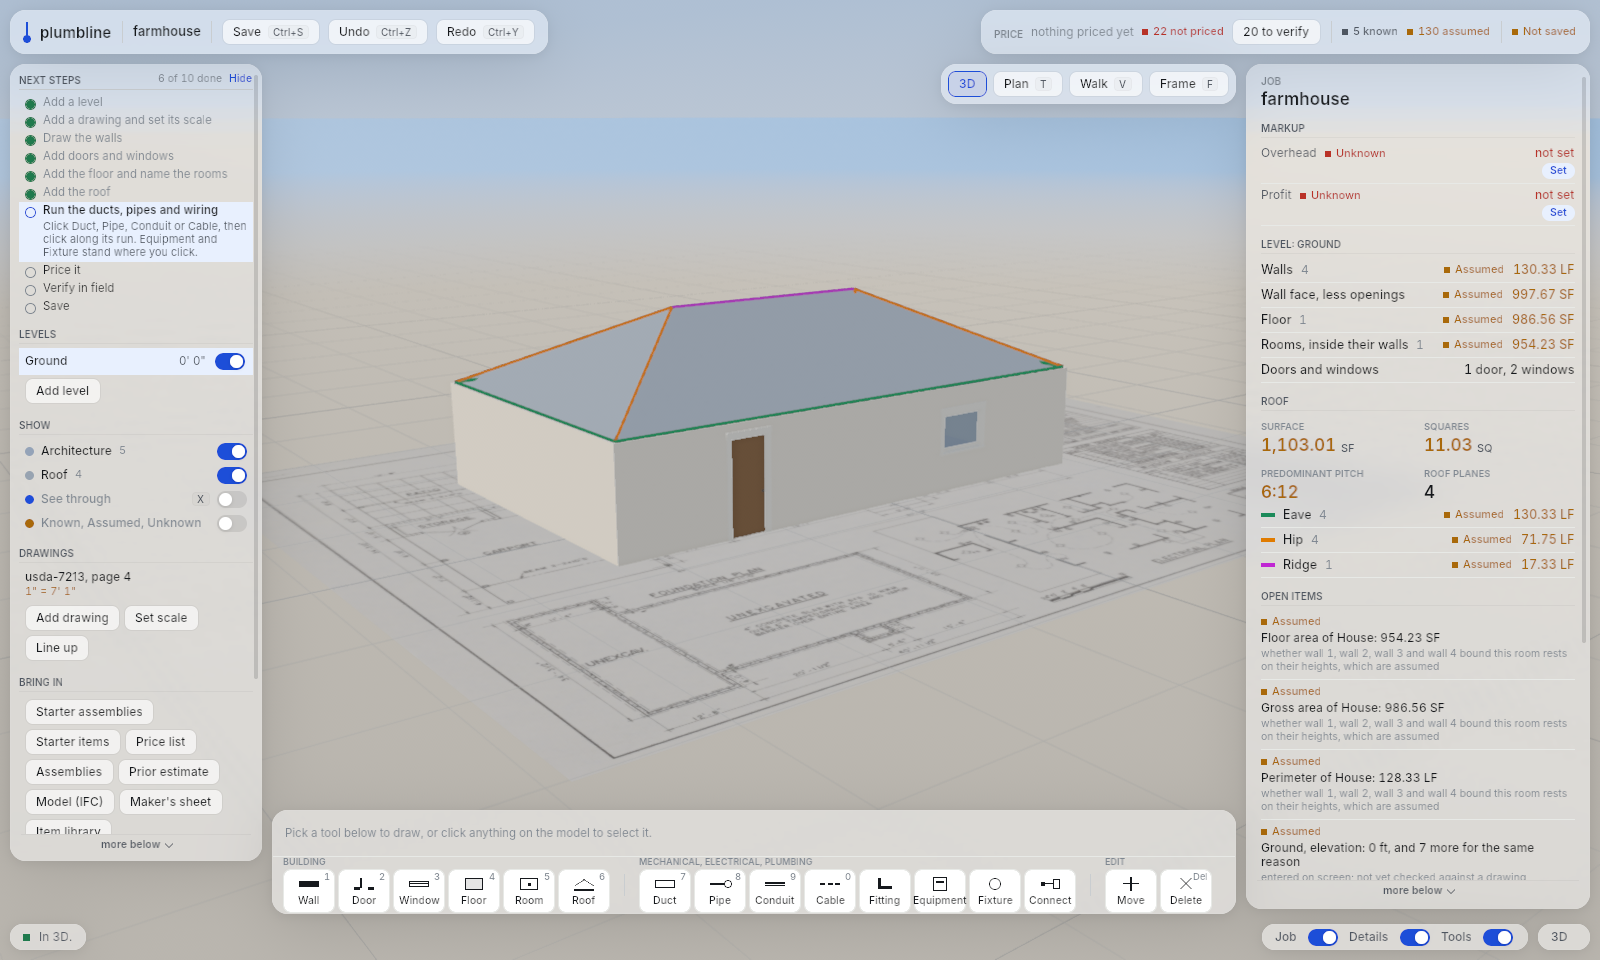 plumbline
farmhouse
Save Ctrl+S
Undo Ctrl+Z
Redo Ctrl+Y
PRICE nothing priced yet 22 not priced 20 to verify 5 known 130 assumed Not saved
NEXT STEPS 6 of 10 done Hide
Add a level
Add a drawing and set its scale
Draw the walls
Add doors and windows
Add the floor and name the rooms
Add the roof
Run the ducts, pipes and wiring
Click Duct, Pipe, Conduit or Cable, then
click along its run. Equipment and
Fixture stand where you click.
Price it
Verify in field
Save
LEVELS
Ground 0' 0"
Add level
SHOW
Architecture 5
Roof 4
See through X
Known, Assumed, Unknown
DRAWINGS
usda-7213, page 4
1" = 7' 1"
Add drawing Set scale
Line up
BRING IN
Starter assemblies
Starter items Price list
Assemblies Prior estimate
Model (IFC) Maker's sheet
Item library
more below
3D
Plan T
Walk V
Frame F
FOUNDATION PLAN
UNEXCAVATED
UNEXCAV.
JOB
farmhouse
MARKUP
Overhead Unknown not set
Set
Profit Unknown not set
Set
LEVEL: GROUND
Walls 4 Assumed 130.33 LF
Wall face, less openings Assumed 997.67 SF
Floor 1 Assumed 986.56 SF
Rooms, inside their walls 1 Assumed 954.23 SF
Doors and windows 1 door, 2 windows
ROOF
SURFACE SQUARES
1,103.01 SF 11.03 SQ
PREDOMINANT PITCH ROOF PLANES
6:12 4
Eave 4 Assumed 130.33 LF
Hip 4 Assumed 71.75 LF
Ridge 1 Assumed 17.33 LF
OPEN ITEMS
Assumed
Floor area of House: 954.23 SF
whether wall 1, wall 2, wall 3 and wall 4 bound this room rests
on their heights, which are assumed
Assumed
Gross area of House: 986.56 SF
whether wall 1, wall 2, wall 3 and wall 4 bound this room rests
on their heights, which are assumed
Assumed
Perimeter of House: 128.33 LF
whether wall 1, wall 2, wall 3 and wall 4 bound this room rests
on their heights, which are assumed
Assumed
Ground, elevation: 0 ft, and 7 more for the same
reason
entered on screen; not yet checked against a drawing
more below
Pick a tool below to draw, or click anything on the model to select it.
BUILDING MECHANICAL, ELECTRICAL, PLUMBING EDIT
1 2 3 4 5 6 7 8 9 0 Del
Wall Door Window Floor Room Roof Duct Pipe Conduit Cable Fitting Equipment Fixture Connect Move Delete
In 3D.
Job Details Tools 3D